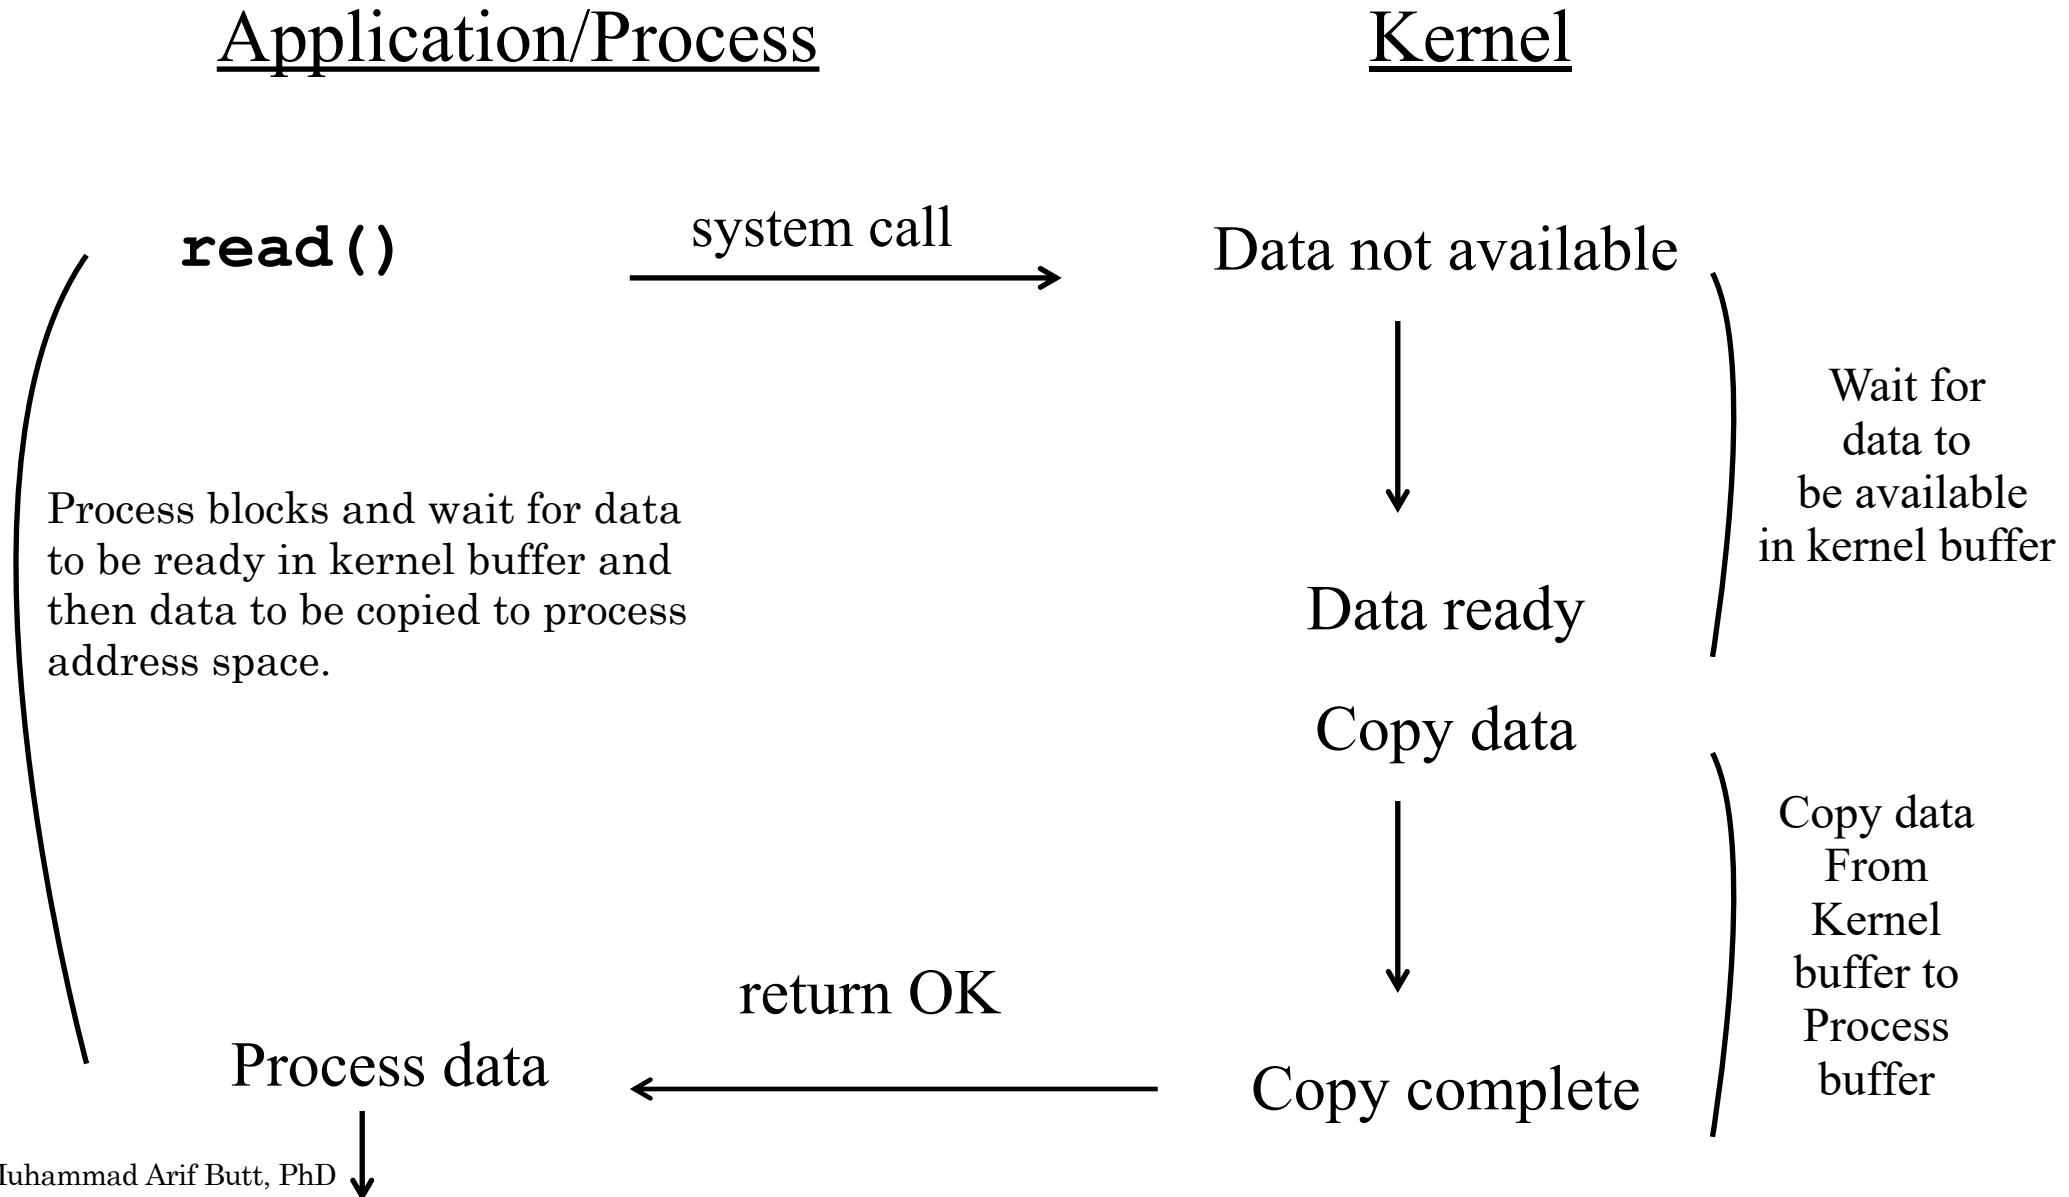 Application/Process
Kernel
read()
system call
Data not available
Wait for
data to
be available
in kernel buffer
Process blocks and wait for data
to be ready in kernel buffer and
then data to be copied to process
address space.
Data ready
Copy data
Copy data
From
Kernel
buffer to
Process
buffer
return OK
Process data
Copy complete
Arif Butt, PhD